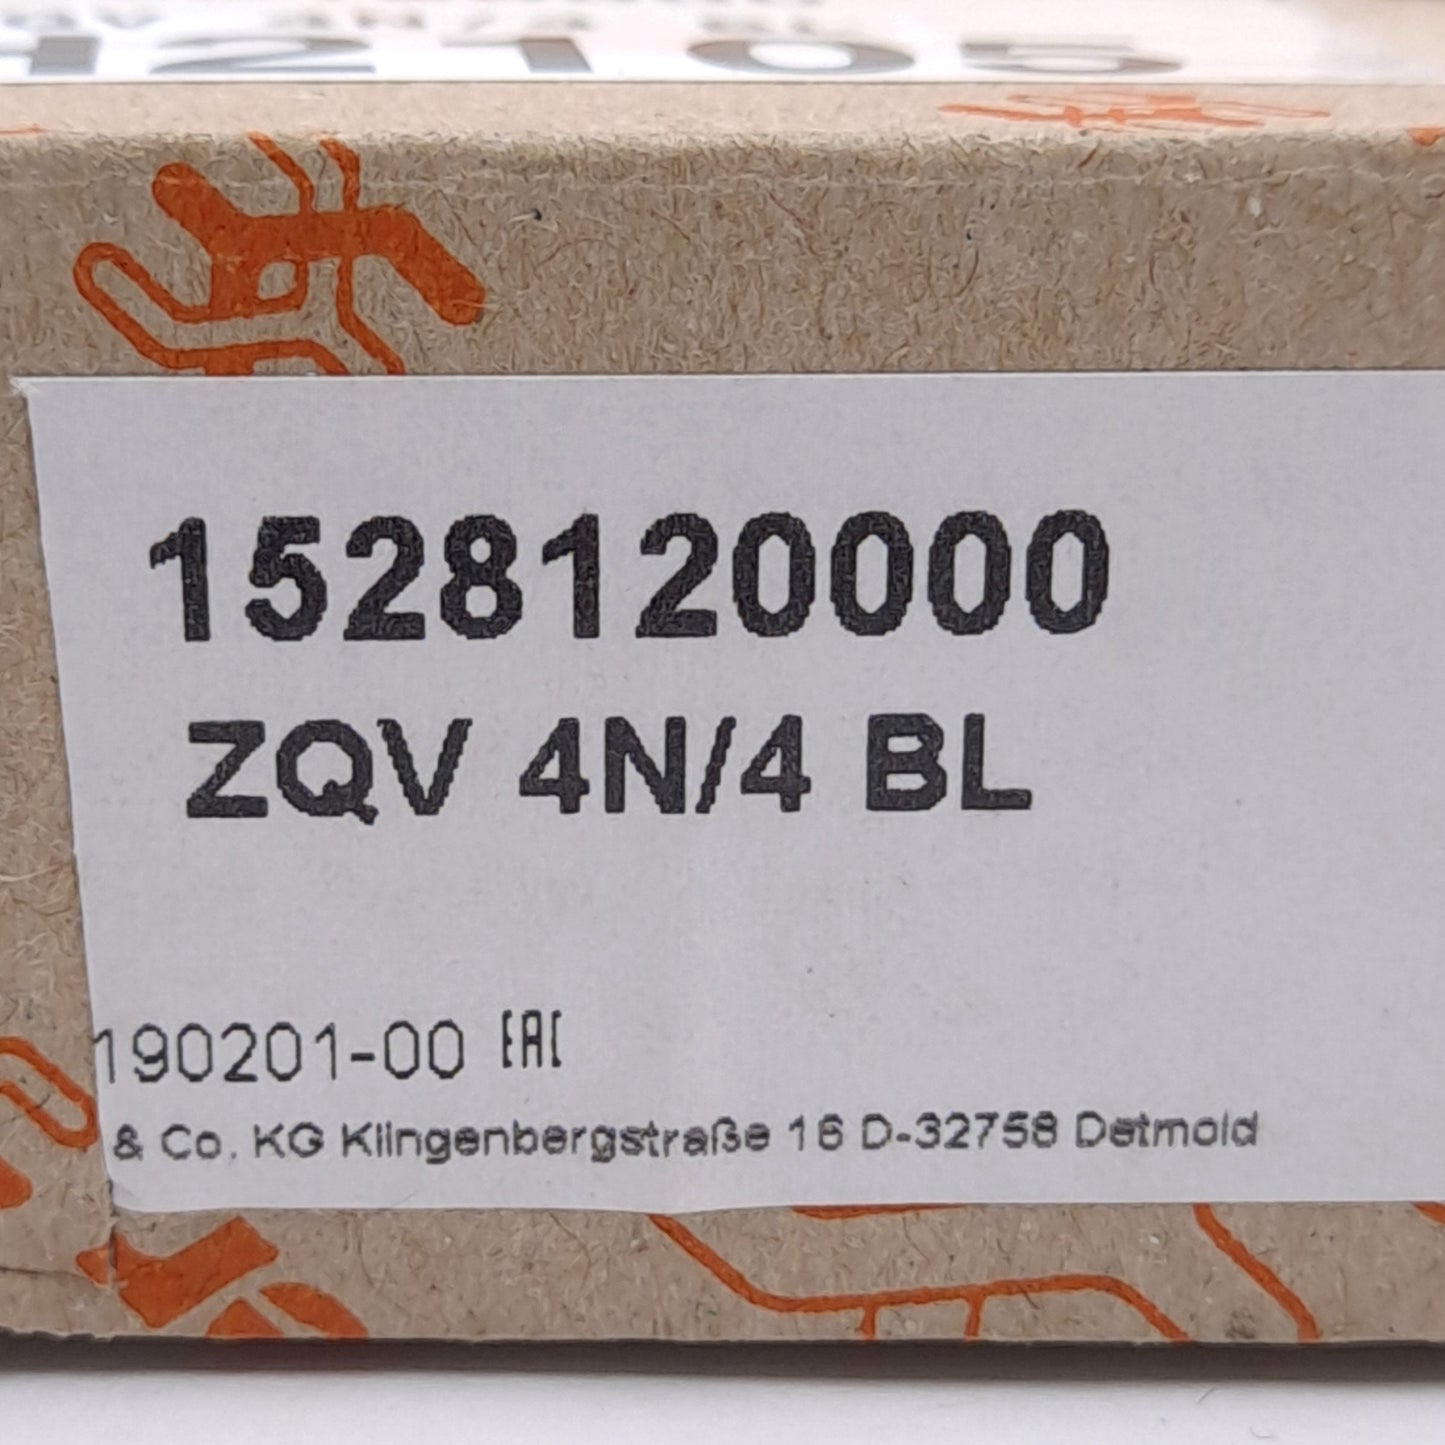 1528120000
ZQV 4N/4 BL
190201-00 EAC
& Co. KG Klingenbergstraße 16 D-32758 Detmold